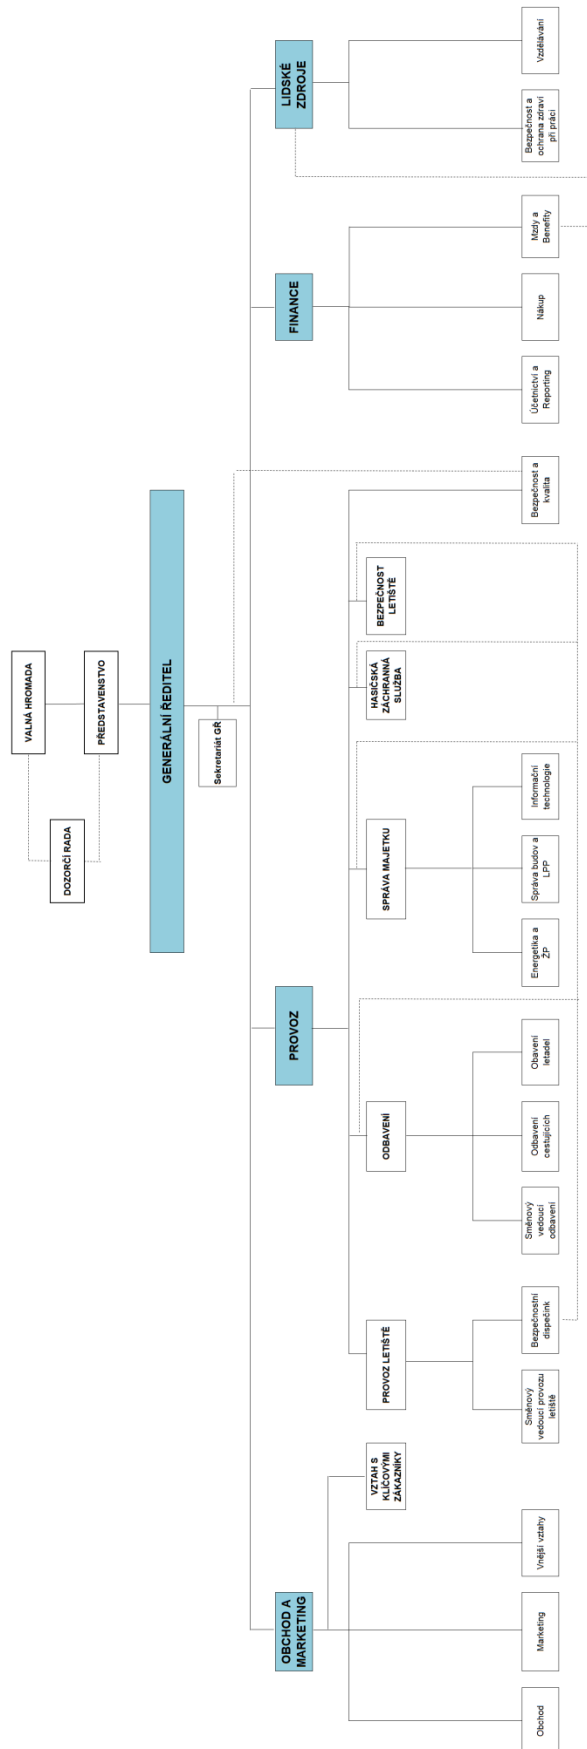 VALNÁ HROMADA
DOZORČÍ RADA
PŘEDSTAVENSTVO
GENERÁLNÍ ŘEDITEL
Sekretariát GŘ
OBCHOD A
MARKETING
PROVOZ
FINANCE
LIDSKÉ
ZDROJE
VZTAH S
KLÍČOVÝMI
ZÁKAZNÍKY
PROVOZ LETIŠTĚ
ODBAVENÍ
SPRÁVA MAJETKU
HASIČSKÁ
ZÁCHRANNÁ
SLUŽBA
BEZPEČNOST
LETIŠTĚ
Obchod
Marketing
Vnější vztahy
Směnový
vedoucí provozu
letiště
Bezpečnostní
dispečink
Směnový
vedoucí
odbavení
Odbavení
cestujících
Obavení
letadel
Energetika a
ŽP
Správa budov a
LPP
Informační
technologie
Bezpečnost a
kvalita
Účetnictví a
Reporting
Nákup
Mzdy a
Benefity
Bezpečnost a
ochrana zdraví
při práci
Vzdělávání